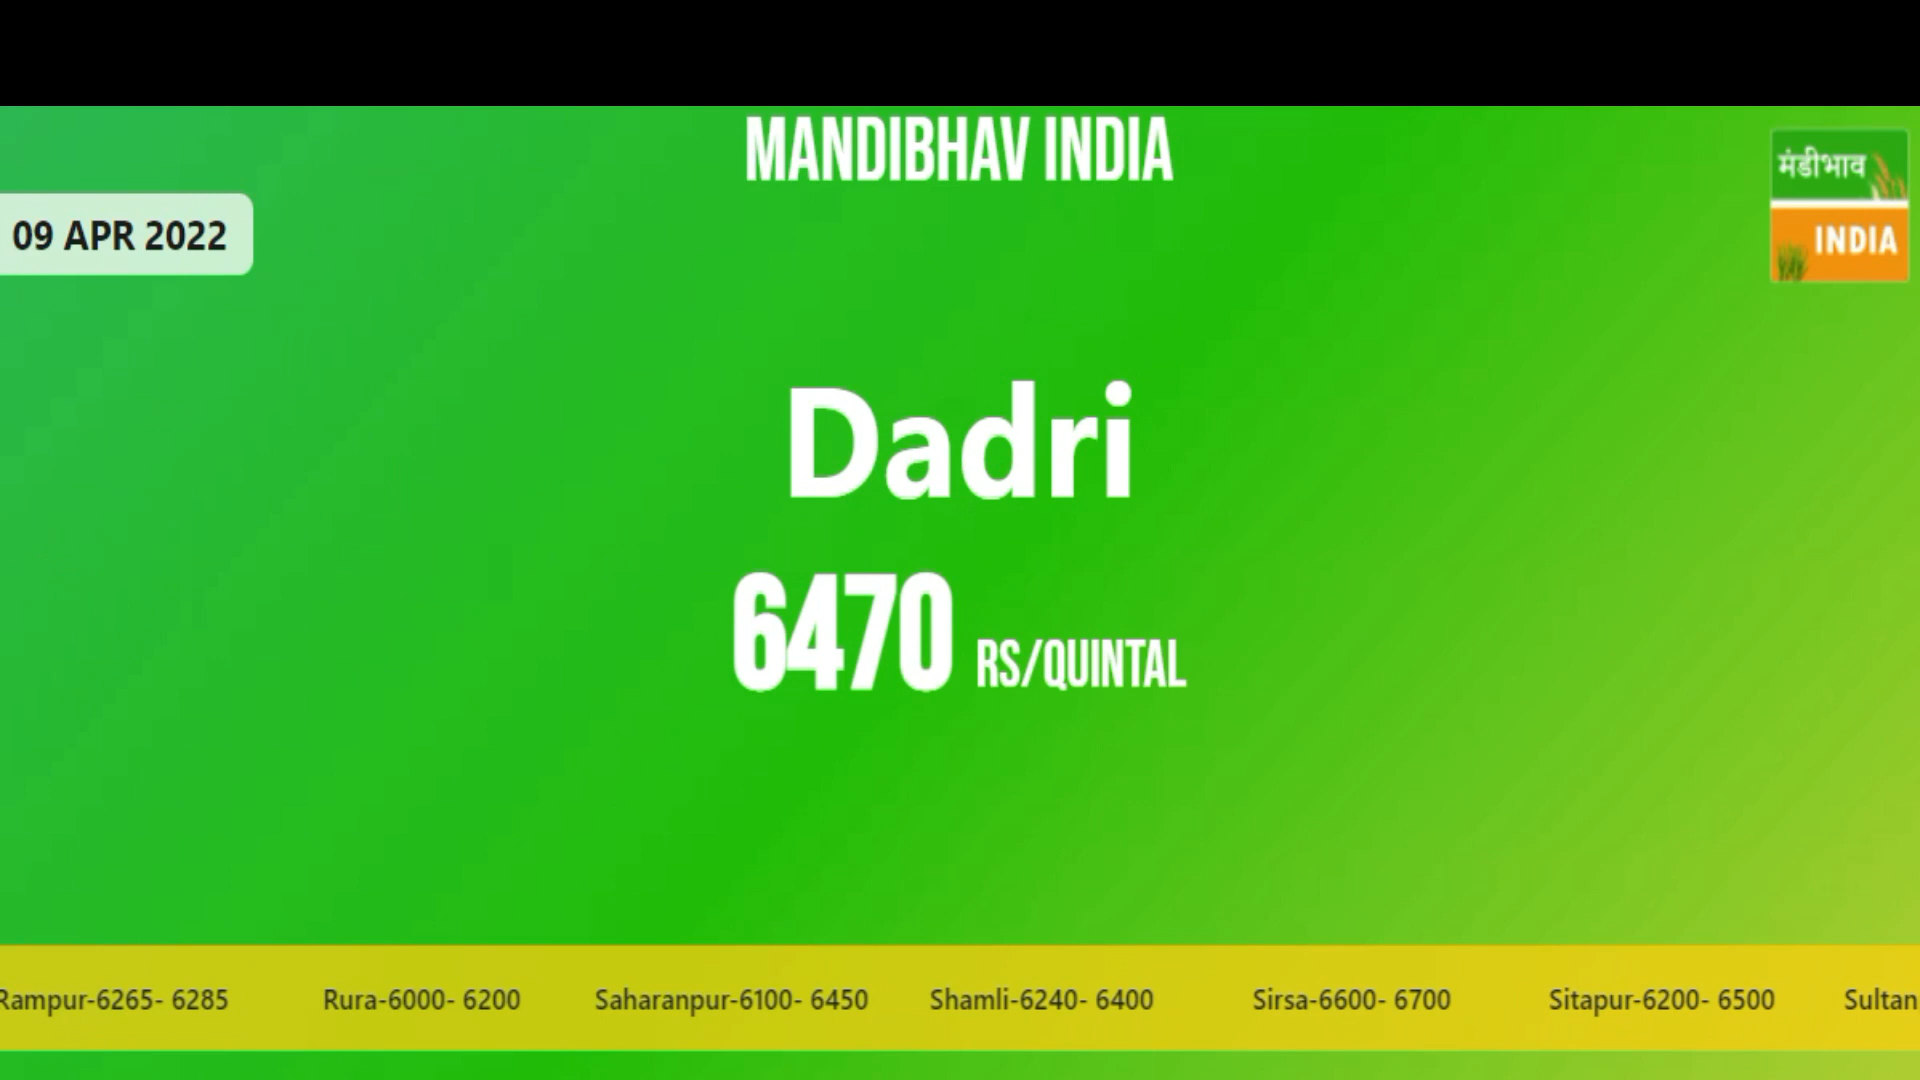 MANDIBHAV INDIA
मंडीभाव
INDIA
09 APR 2022
Dadri
6470 RS/QUINTAL
Rampur-6265- 6285 Rura-6000- 6200 Saharanpur-6100- 6450 Shamli-6240- 6400 Sirsa-6600- 6700 Sitapur-6200- 6500 Sultan